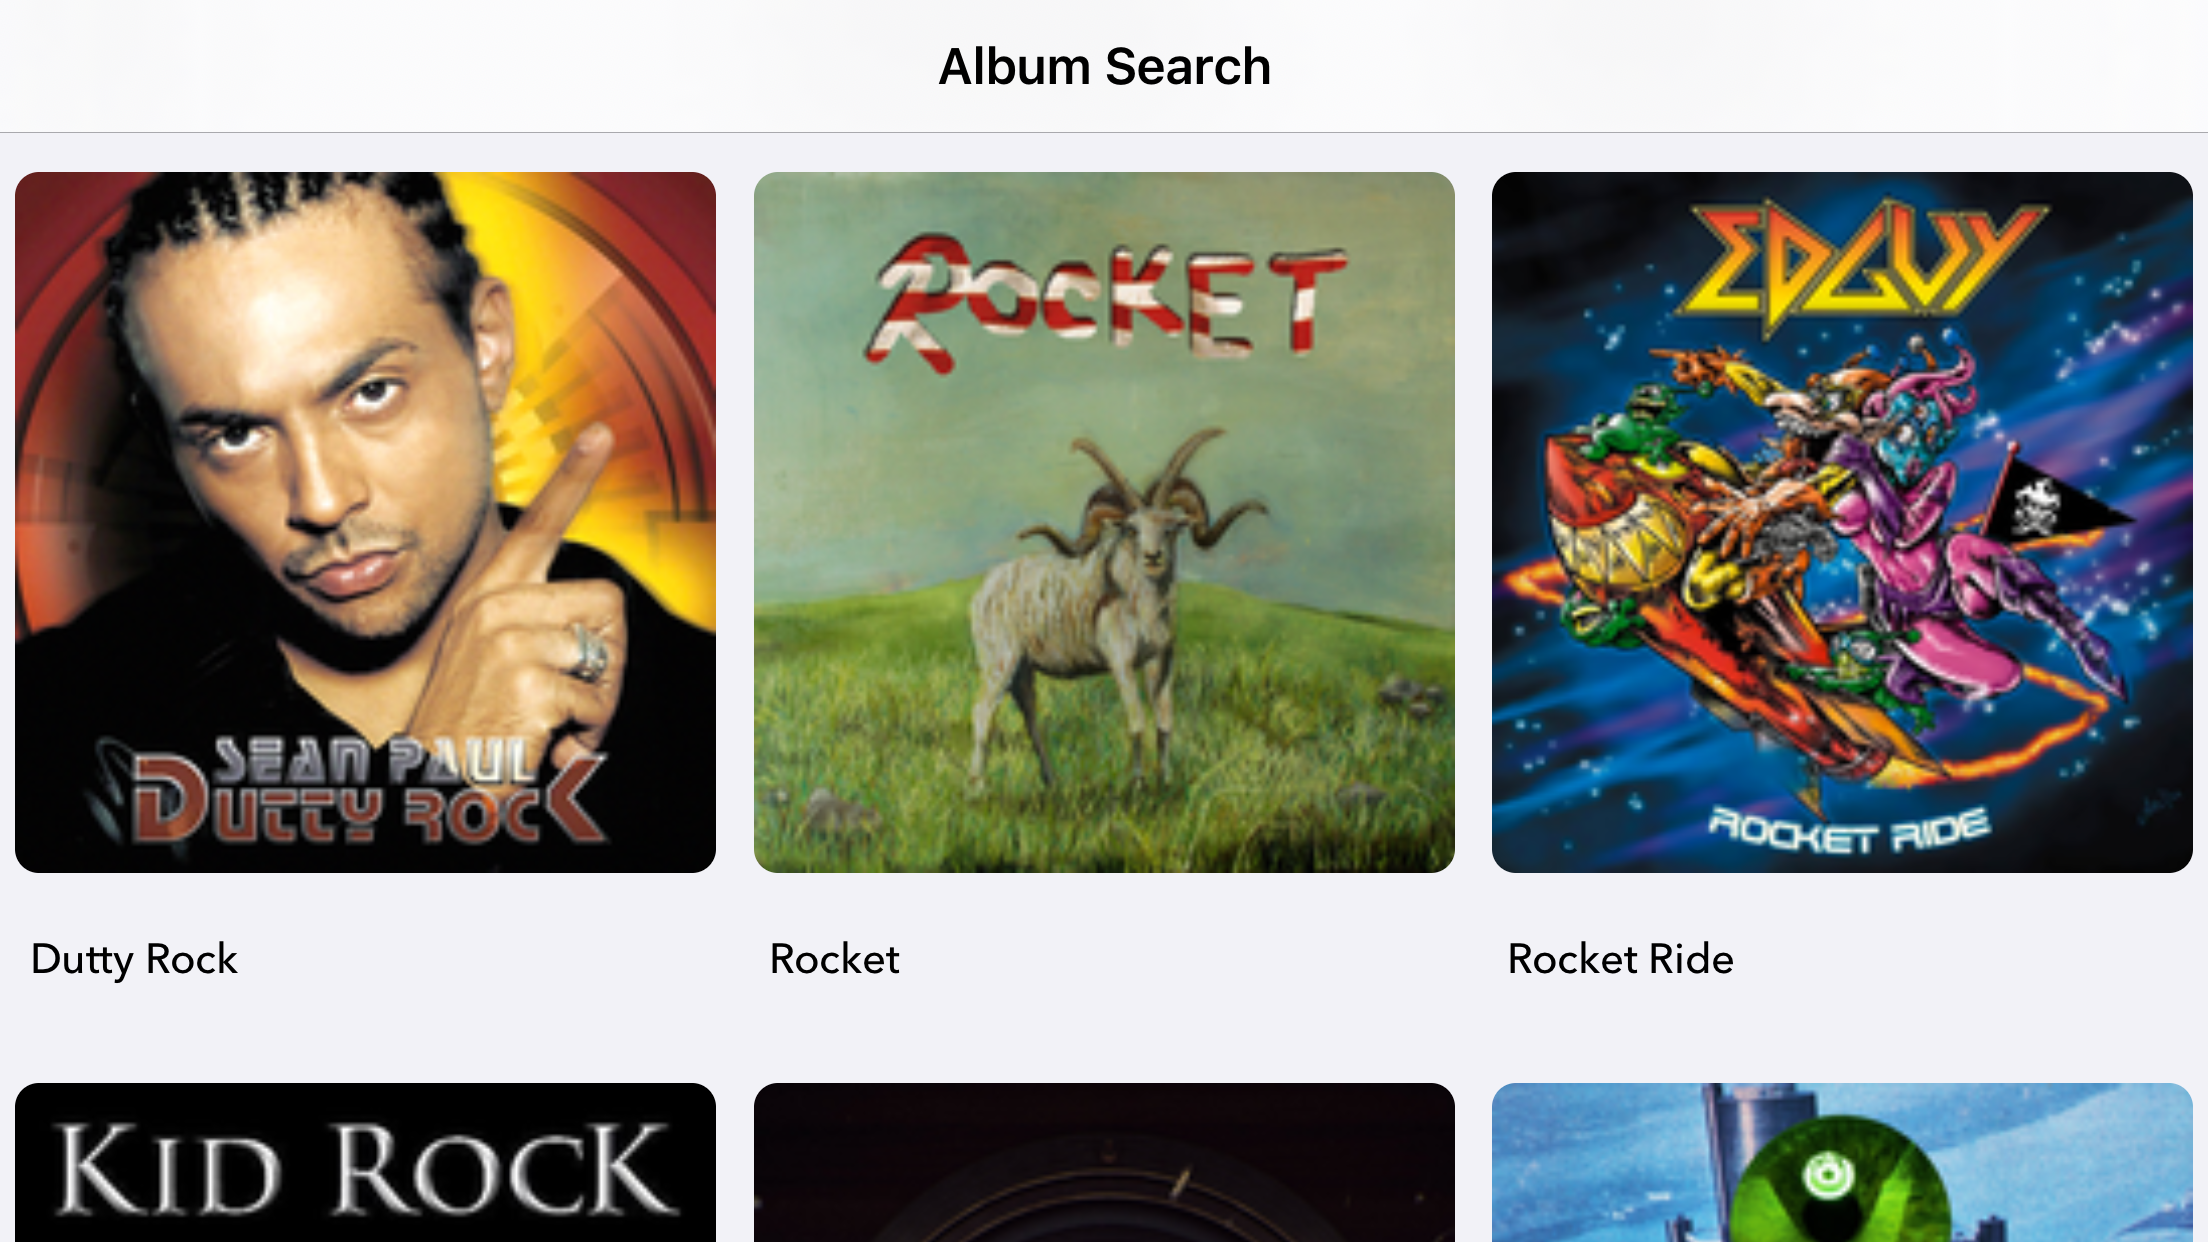 Album Search
SEAN PAUL
DUTTY ROCK
ROCKET
EDGUY
ROCKET RIDE
Dutty Rock
Rocket
Rocket Ride
KID ROCK